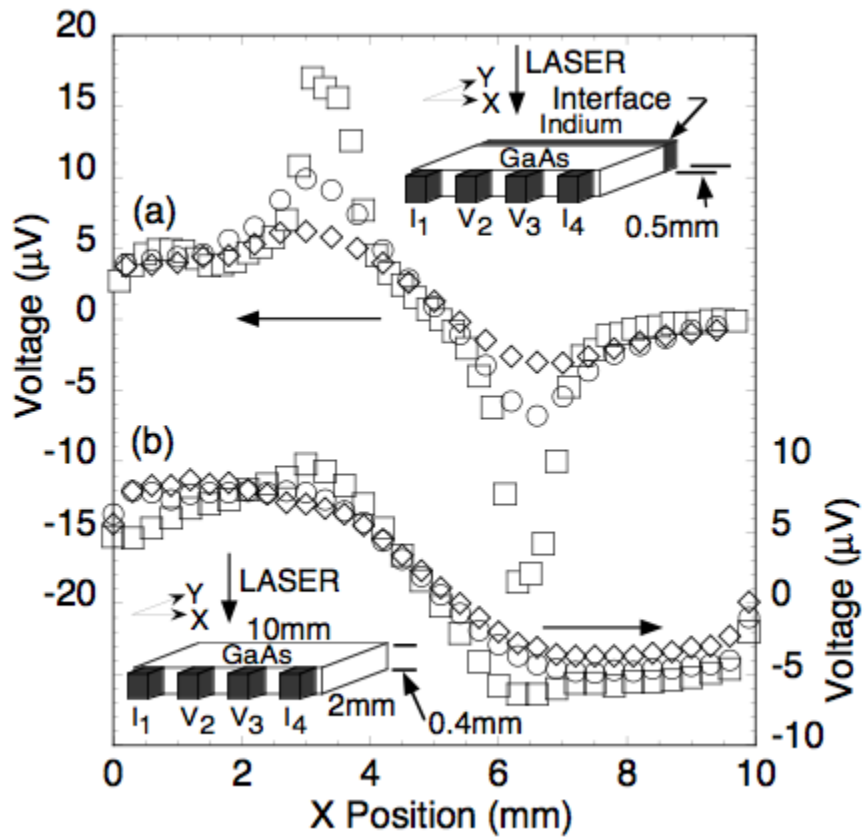 20
15
10
5
0
-5
-10
-15
-20
Voltage (μV)
(a)
Y
X
LASER
Interface
Indium
GaAs
I1 V2 V3 I4
0.5mm
(b)
10
5
0
-5
-10
Voltage (μV)
Y
X
LASER
10mm
GaAs
I1 V2 V3 I4
2mm
0.4mm
0 2 4 6 8 10
X Position (mm)